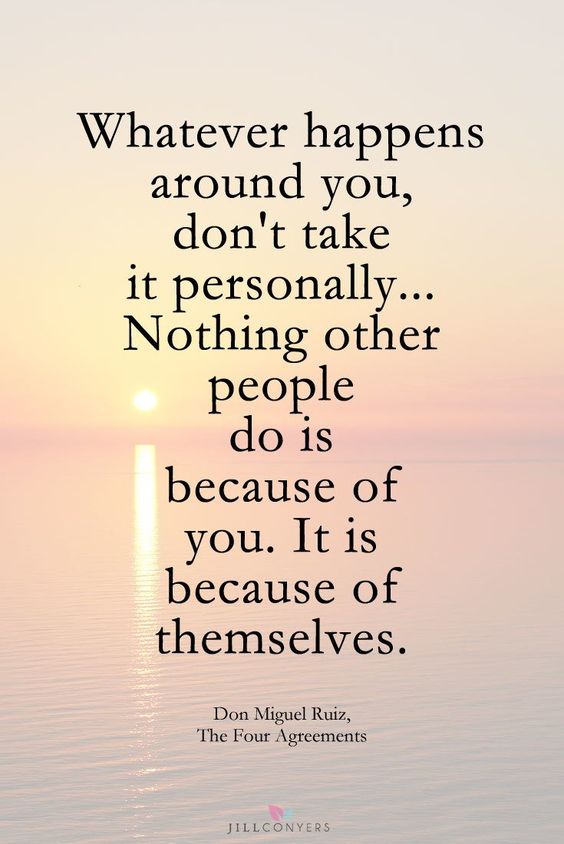 Whatever happens
around you,
don't take
it personally...
Nothing other
people
do is
because of
you. It is
because of
themselves.
Don Miguel Ruiz,
The Four Agreements
JILLCONYERS